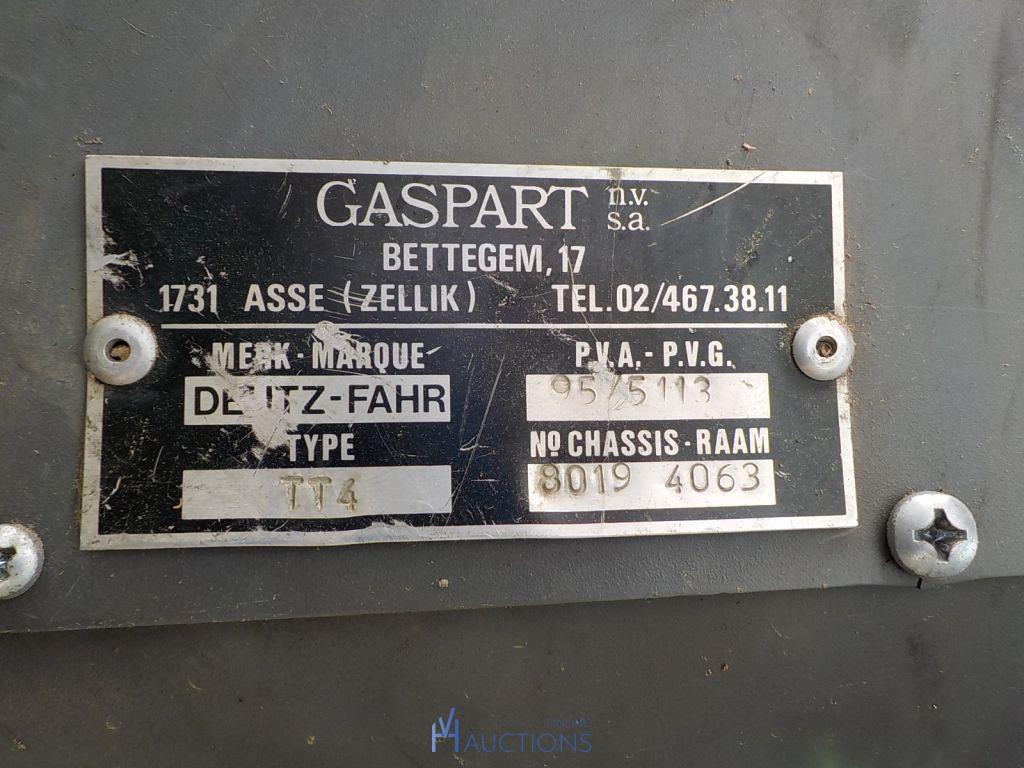 GASPART n.v. s.a.
BETTEGEM, 17
1731 ASSE (ZELLIK) TEL. 02/467.38.11
MERK - MARQUE
DEUTZ-FAHR
TYPE
TT4
P.V.A. - P.V.G.
95/5113
Nº CHASSIS - RAAM
8019 4063
VH ONLINE AUCTIONS